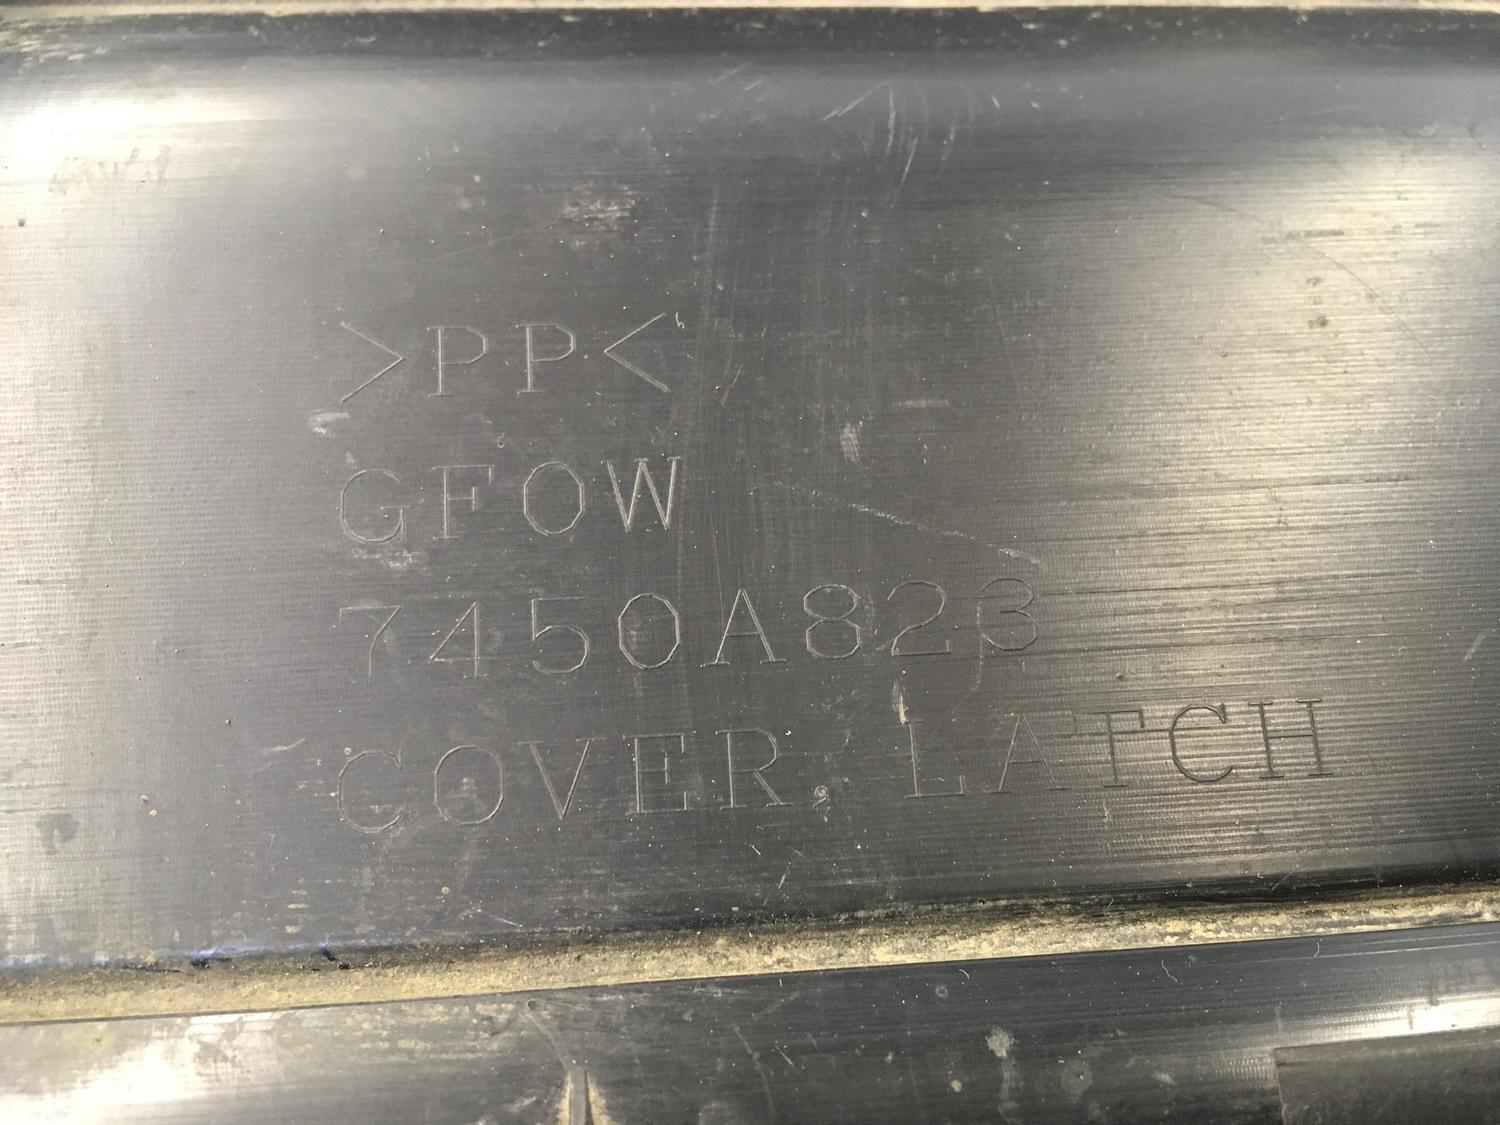 >PP<
GFOW
7450A823
COVER, LATCH